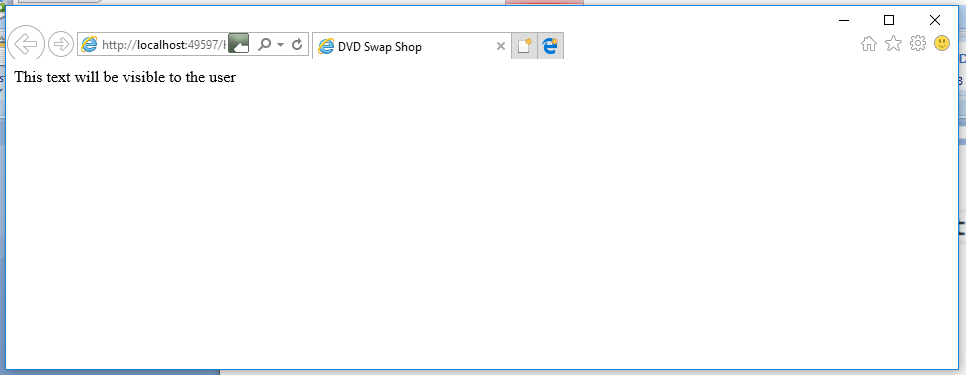 http://localhost:49597/
DVD Swap Shop
This text will be visible to the user